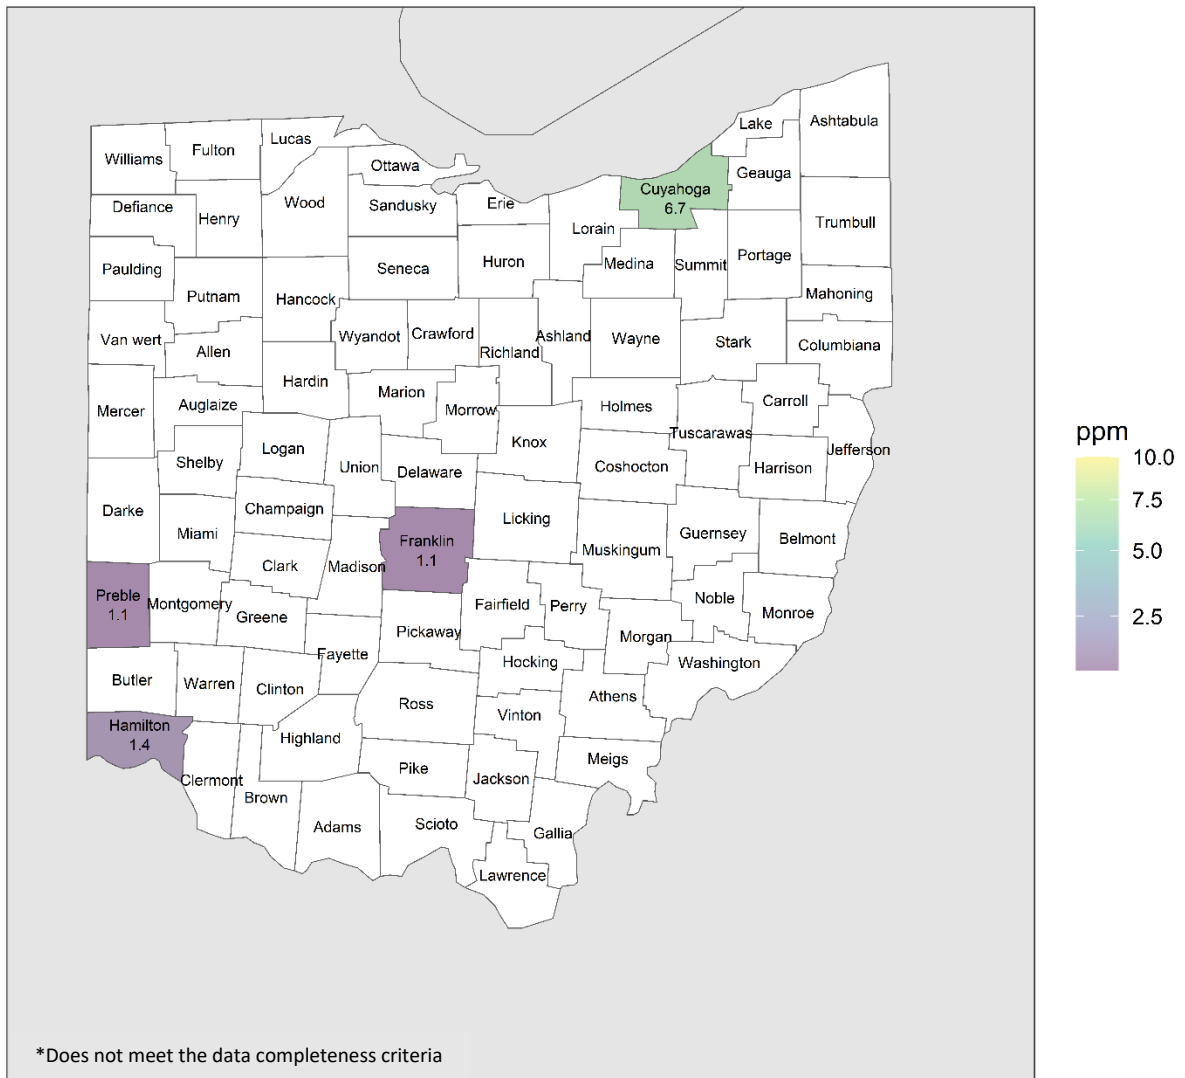 Lake
Ashtabula
Lucas
Fulton
Williams
Ottawa
Geauga
Cuyahoga
6.7
Wood
Erie
Sandusky
Defiance
Henry
Trumbull
Lorain
Portage
Huron
Medina
Summit
Seneca
Paulding
Mahoning
Putnam
Hancock
Crawford
Wyandot
Ashland
Wayne
Van wert
Stark
Columbiana
Allen
Richland
Hardin
Marion
Carroll
Auglaize
Holmes
Mercer
Morrow
Tuscarawas
Knox
Logan
Jefferson
Shelby
Union
Coshocton
Harrison
Delaware
Champaign
Darke
Licking
Miami
Guernsey
Belmont
Franklin
1.1
Muskingum
Clark
Madison
Preble
1.1
Montgomery
Fairfield
Perry
Noble
Monroe
Greene
Pickaway
Morgan
Fayette
Hocking
Washington
Butler
Warren
Clinton
Athens
Ross
Vinton
Hamilton
1.4
Highland
Meigs
Pike
Jackson
Clermont
Brown
Adams
Scioto
Gallia
Lawrence
ppm
10.0
7.5
5.0
2.5
*Does not meet the data completeness criteria